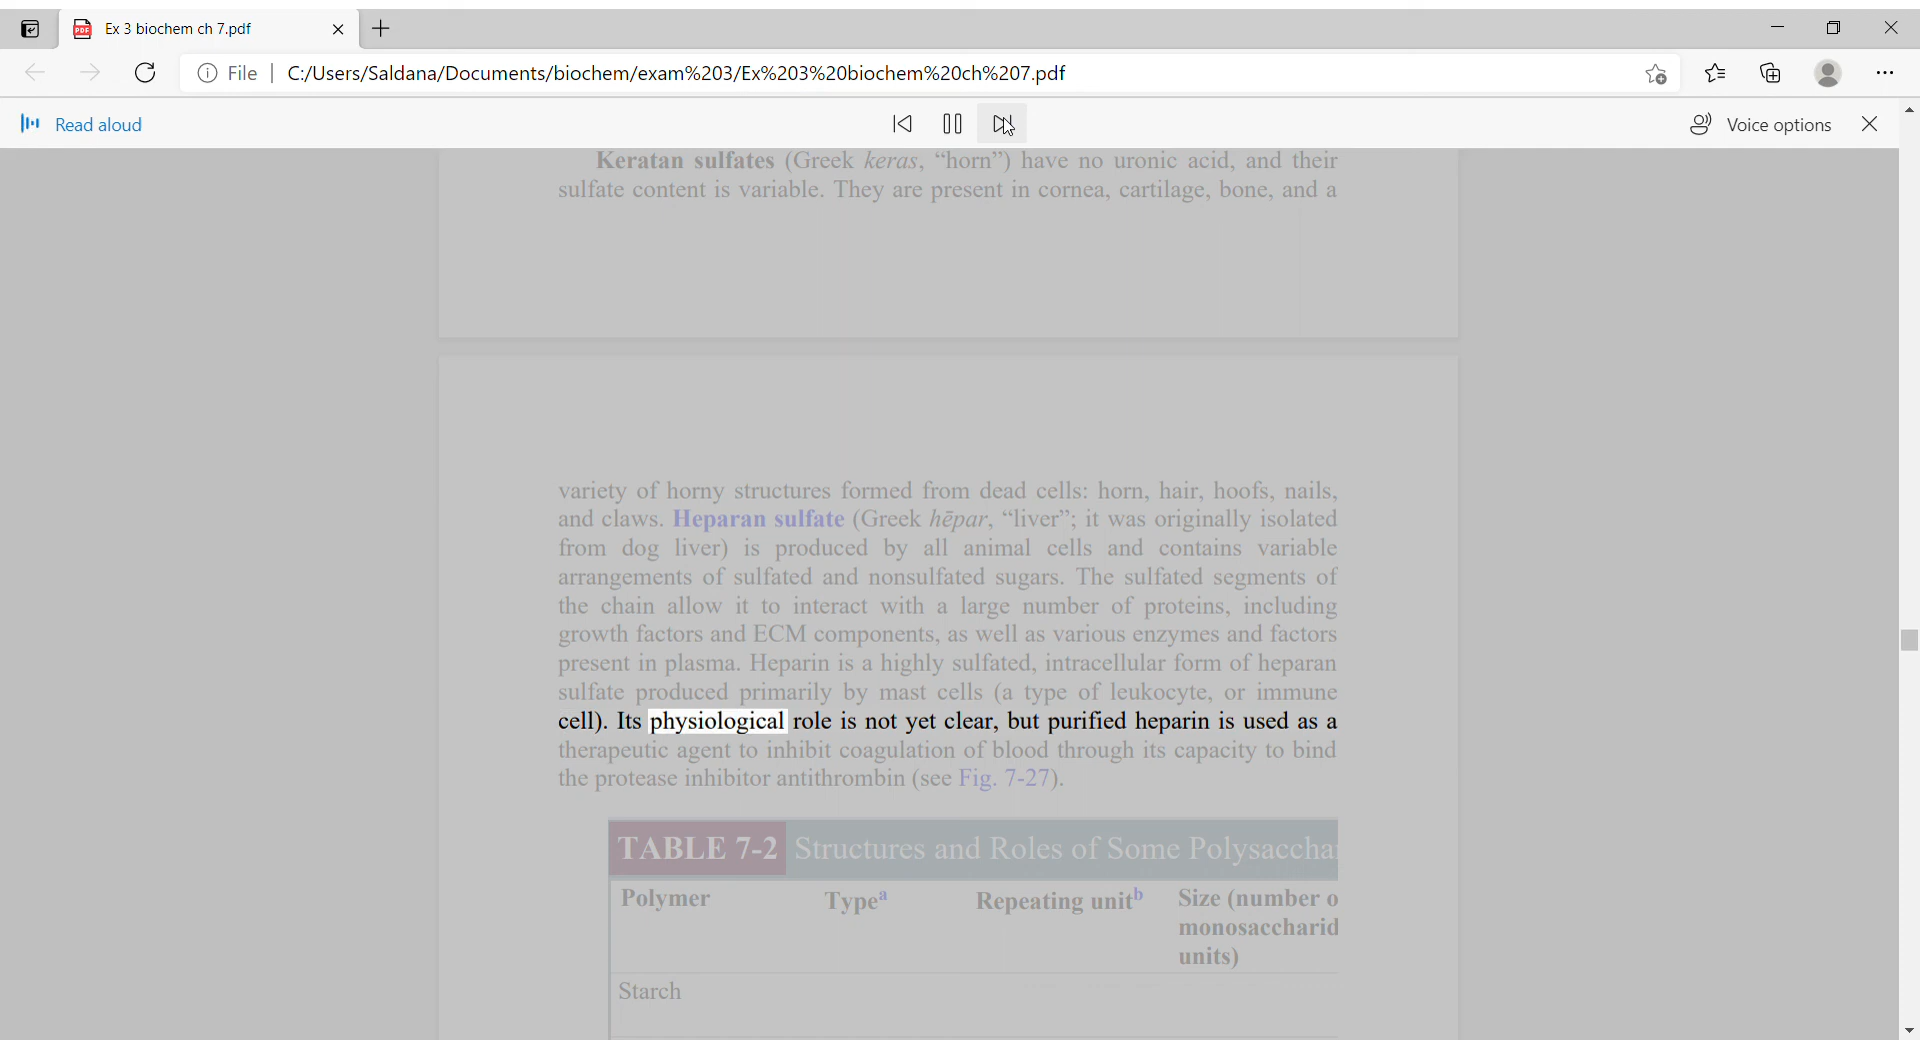 Ex 3 biochem ch 7.pdf
File | C:/Users/Saldana/Documents/biochem/exam%203/Ex%203%20biochem%20ch%207.pdf
Read aloud
Voice options
Keratan sulfates (Greek keras, “horn”) have no uronic acid, and their
sulfate content is variable. They are present in cornea, cartilage, bone, and a
variety of horny structures formed from dead cells: horn, hair, hoofs, nails,
and claws. Heparan sulfate (Greek hēpar, “liver”; it was originally isolated
from dog liver) is produced by all animal cells and contains variable
arrangements of sulfated and nonsulfated sugars. The sulfated segments of
the chain allow it to interact with a large number of proteins, including
growth factors and ECM components, as well as various enzymes and factors
present in plasma. Heparin is a highly sulfated, intracellular form of heparan
sulfate produced primarily by mast cells (a type of leukocyte, or immune
cell). Its physiological role is not yet clear, but purified heparin is used as a
therapeutic agent to inhibit coagulation of blood through its capacity to bind
the protease inhibitor antithrombin (see Fig. 7-27).
TABLE 7-2 Structures and Roles of Some Polysacchar
Polymer Typeᵃ Repeating unitᵇ Size (number o
monosaccharid
units)
Starch